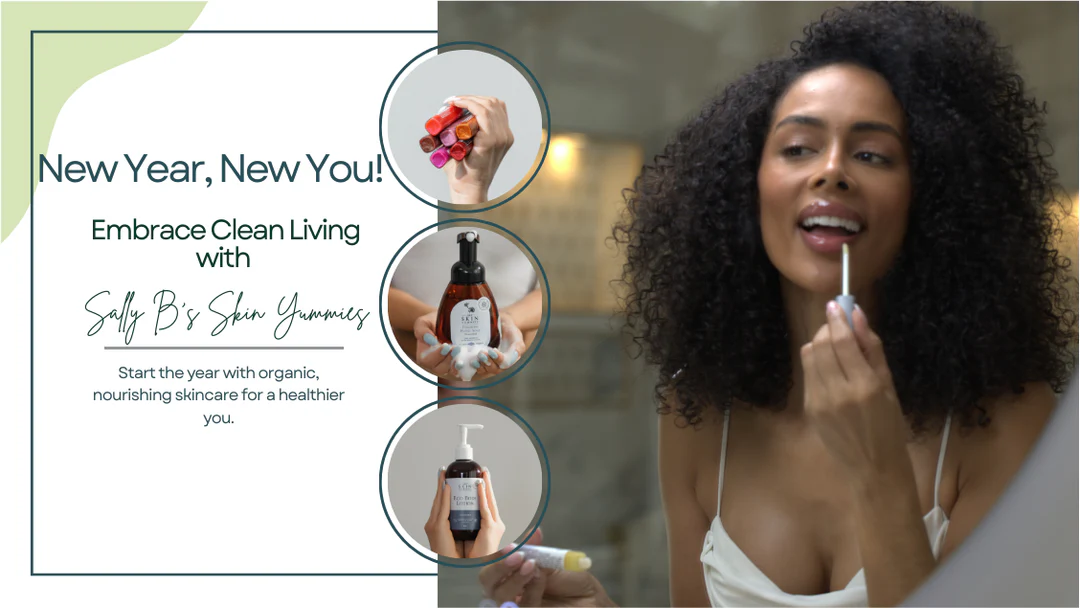 New Year, New You!
Embrace Clean Living
with
Sally B's Skin Yummies
Start the year with organic,
nourishing skincare for a healthier
you.
SKIN